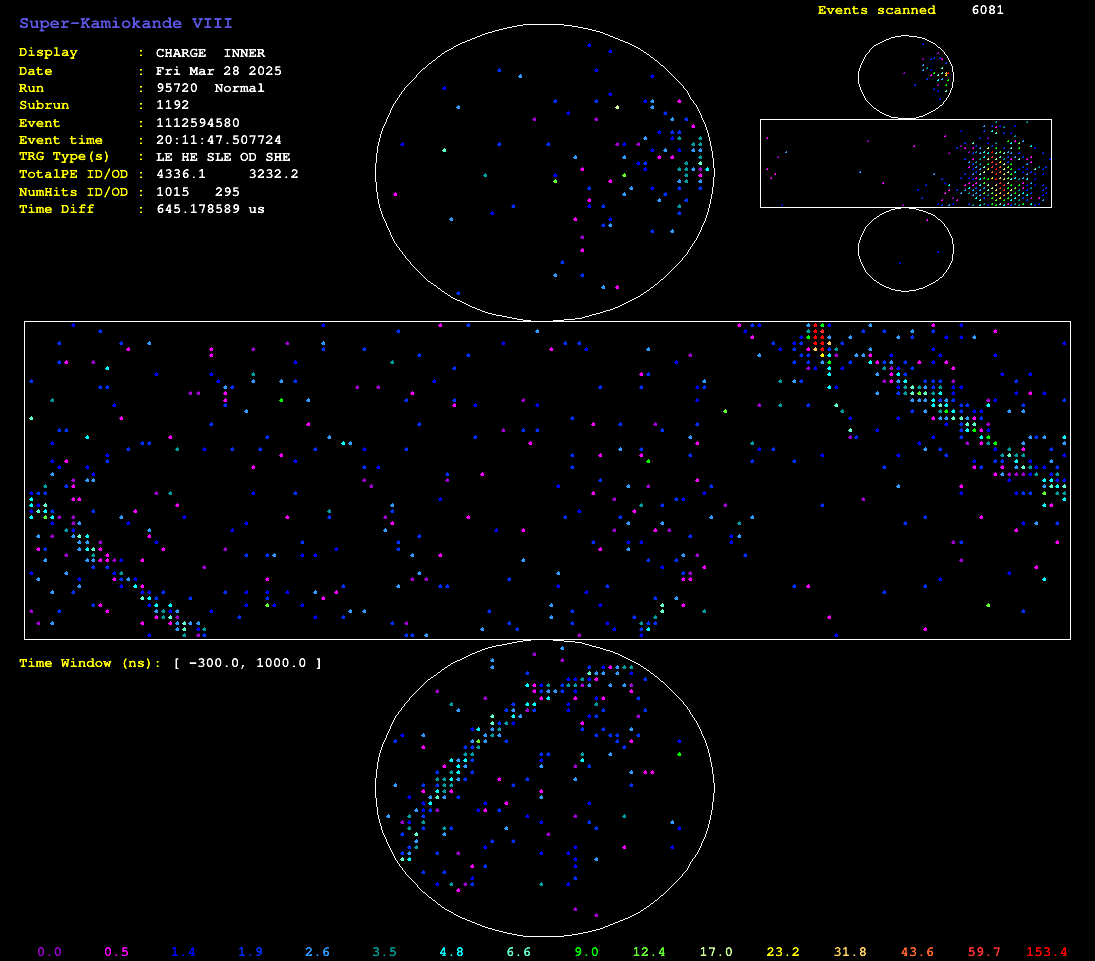 Super-Kamiokande VIII
Events scanned 6081
Display : CHARGE INNER
Date : Fri Mar 28 2025
Run : 95720 Normal
Subrun : 1192
Event : 1112594580
Event time : 20:11:47.507724
TRG Type(s) : LE HE SLE OD SHE
TotalPE ID/OD : 4336.1 3232.2
NumHits ID/OD : 1015 295
Time Diff : 645.178589 us
Time Window (ns): [ -300.0, 1000.0 ]
0.0 0.5 1.4 1.9 2.6 3.5 4.8 6.6 9.0 12.4 17.0 23.2 31.8 43.6 59.7 153.4